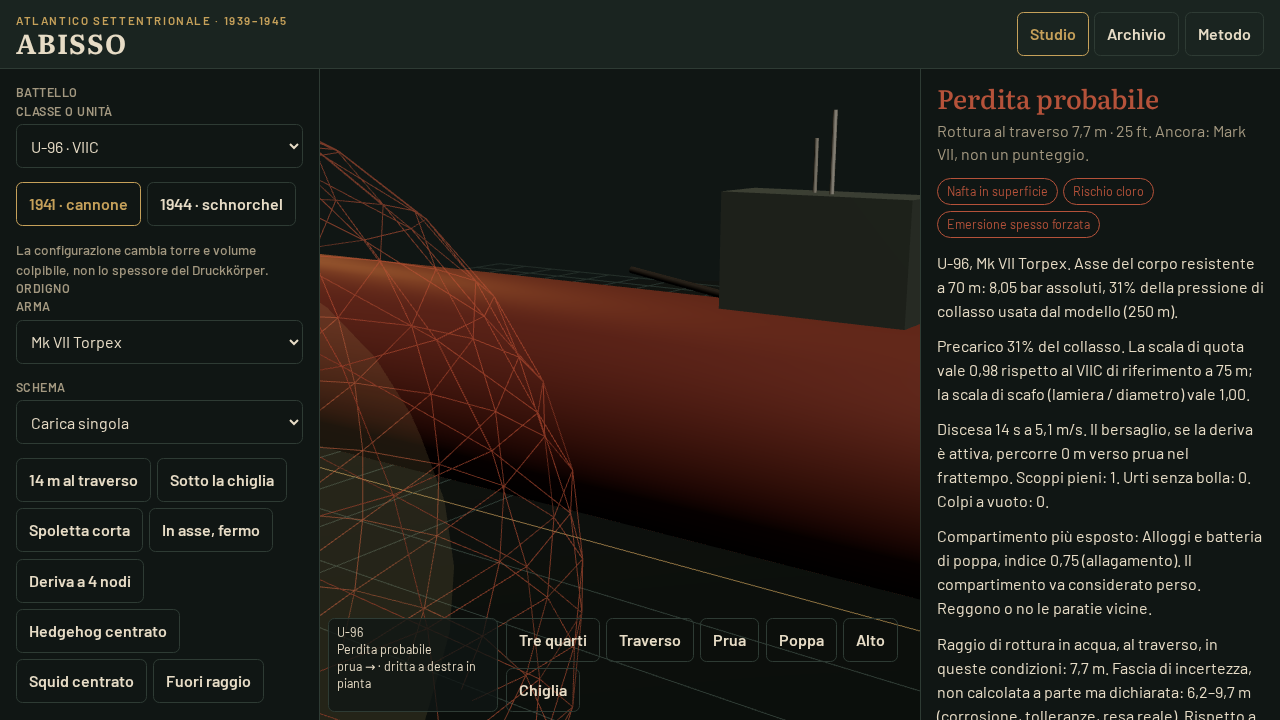 ATLANTICO SETTENTRIONALE · 1939–1945
ABISSO
Studio
Archivio
Metodo
BATTELLO
CLASSE O UNITÀ
U-96 · VIIC
1941 · cannone
1944 · schnorchel
La configurazione cambia torre e volume
colpibile, non lo spessore del Druckkörper.
ORDIGNO
ARMA
Mk VII Torpex
SCHEMA
Carica singola
14 m al traverso
Sotto la chiglia
Spoletta corta
In asse, fermo
Deriva a 4 nodi
Hedgehog centrato
Squid centrato
Fuori raggio
U-96
Perdita probabile
prua → · dritta a destra in
pianta
Tre quarti
Traverso
Prua
Poppa
Alto
Chiglia
Perdita probabile
Rottura al traverso 7,7 m · 25 ft. Ancora: Mark
VII, non un punteggio.
Nafta in superficie
Rischio cloro
Emersione spesso forzata
U-96, Mk VII Torpex. Asse del corpo resistente
a 70 m: 8,05 bar assoluti, 31% della pressione di
collasso usata dal modello (250 m).
Precarico 31% del collasso. La scala di quota
vale 0,98 rispetto al VIIC di riferimento a 75 m;
la scala di scafo (lamiera / diametro) vale 1,00.
Discesa 14 s a 5,1 m/s. Il bersaglio, se la deriva
è attiva, percorre 0 m verso prua nel
frattempo. Scoppi pieni: 1. Urti senza bolla: 0.
Colpi a vuoto: 0.
Compartimento più esposto: Alloggi e batteria
di poppa, indice 0,75 (allagamento). Il
compartimento va considerato perso.
Reggono o no le paratie vicine.
Raggio di rottura in acqua, al traverso, in
queste condizioni: 7,7 m. Fascia di incertezza,
non calcolata a parte ma dichiarata: 6,2–9,7 m
(corrosione, tolleranze, resa reale). Rispetto a